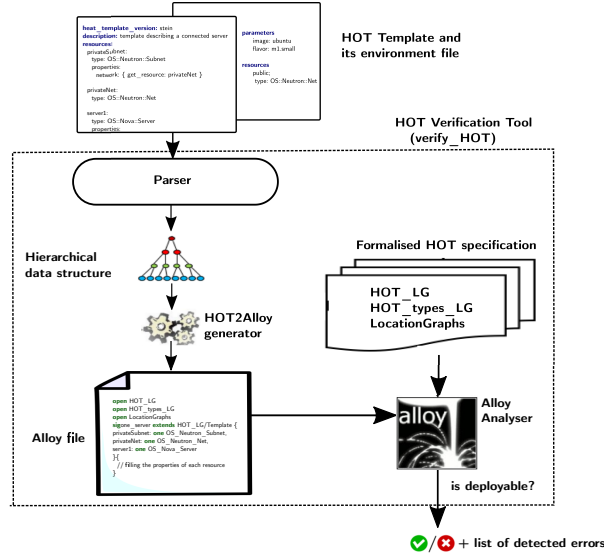 heat_template_version: stein
description: template describing a connected server
resources:
privateSubnet:
type: OS::Neutron::Subnet
properties:
network: { get_resource: privateNet }
privateNet:
type: OS::Neutron::Net
server1:
type: OS::Nova::Server
properties:
parameters
image: ubuntu
flavor: m1.small
resources
public;
type: OS::Neutron::Net
HOT Template and
its environment file
HOT Verification Tool
(verify_HOT)
Parser
Hierarchical
data structure
HOT2Alloy
generator
Formalised HOT specification
HOT_LG
HOT_types_LG
LocationGraphs
Alloy file
open HOT_LG
open HOT_types_LG
open LocationGraphs
sigone_server extends HOT_LG/Template {
privateSubnet: one OS_Neutron_Subnet,
privateNet: one OS_Neutron_Net,
server1: one OS_Nova_Server
}{
// filling the properties of each resource
}
alloy
Alloy
Analyser
is deployable?
/ + list of detected errors